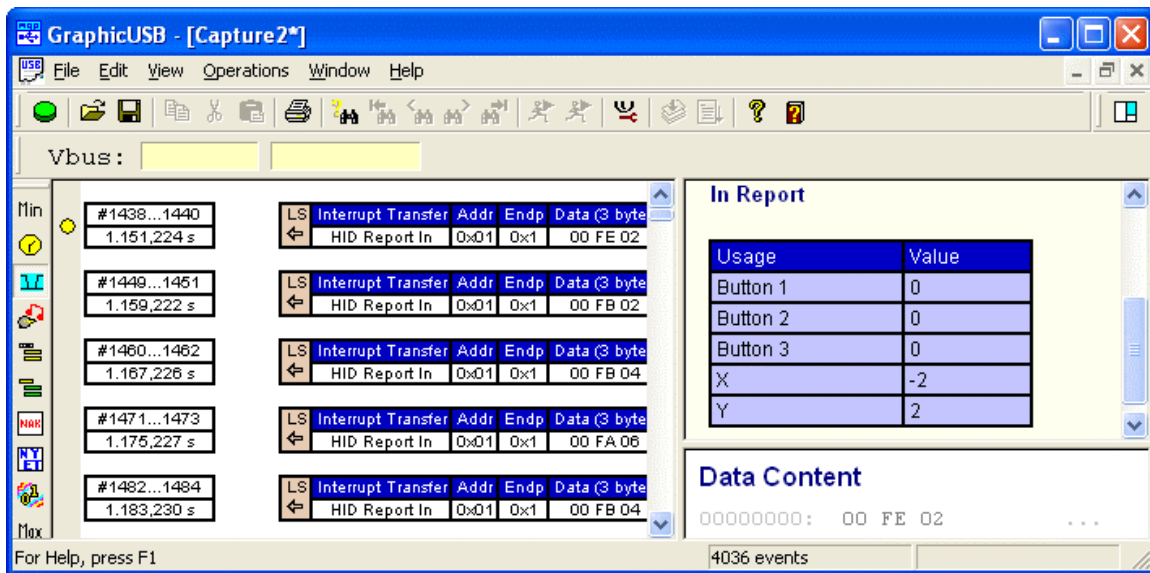 GraphicUSB - [Capture2*]
File Edit View Operations Window Help
Vbus:
Min
NAK
NYET
Max
#1438...1440
1.151,224 s
LS Interrupt Transfer Addr Endp Data (3 byte
HID Report In 0x01 0x1 00 FE 02
#1449...1451
1.159,222 s
LS Interrupt Transfer Addr Endp Data (3 byte
HID Report In 0x01 0x1 00 FB 02
#1460...1462
1.167,226 s
LS Interrupt Transfer Addr Endp Data (3 byte
HID Report In 0x01 0x1 00 FB 04
#1471...1473
1.175,227 s
LS Interrupt Transfer Addr Endp Data (3 byte
HID Report In 0x01 0x1 00 FA 06
#1482...1484
1.183,230 s
LS Interrupt Transfer Addr Endp Data (3 byte
HID Report In 0x01 0x1 00 FB 04
In Report
Usage Value
Button 1 0
Button 2 0
Button 3 0
X -2
Y 2
Data Content
00000000: 00 FE 02 ...
For Help, press F1
4036 events